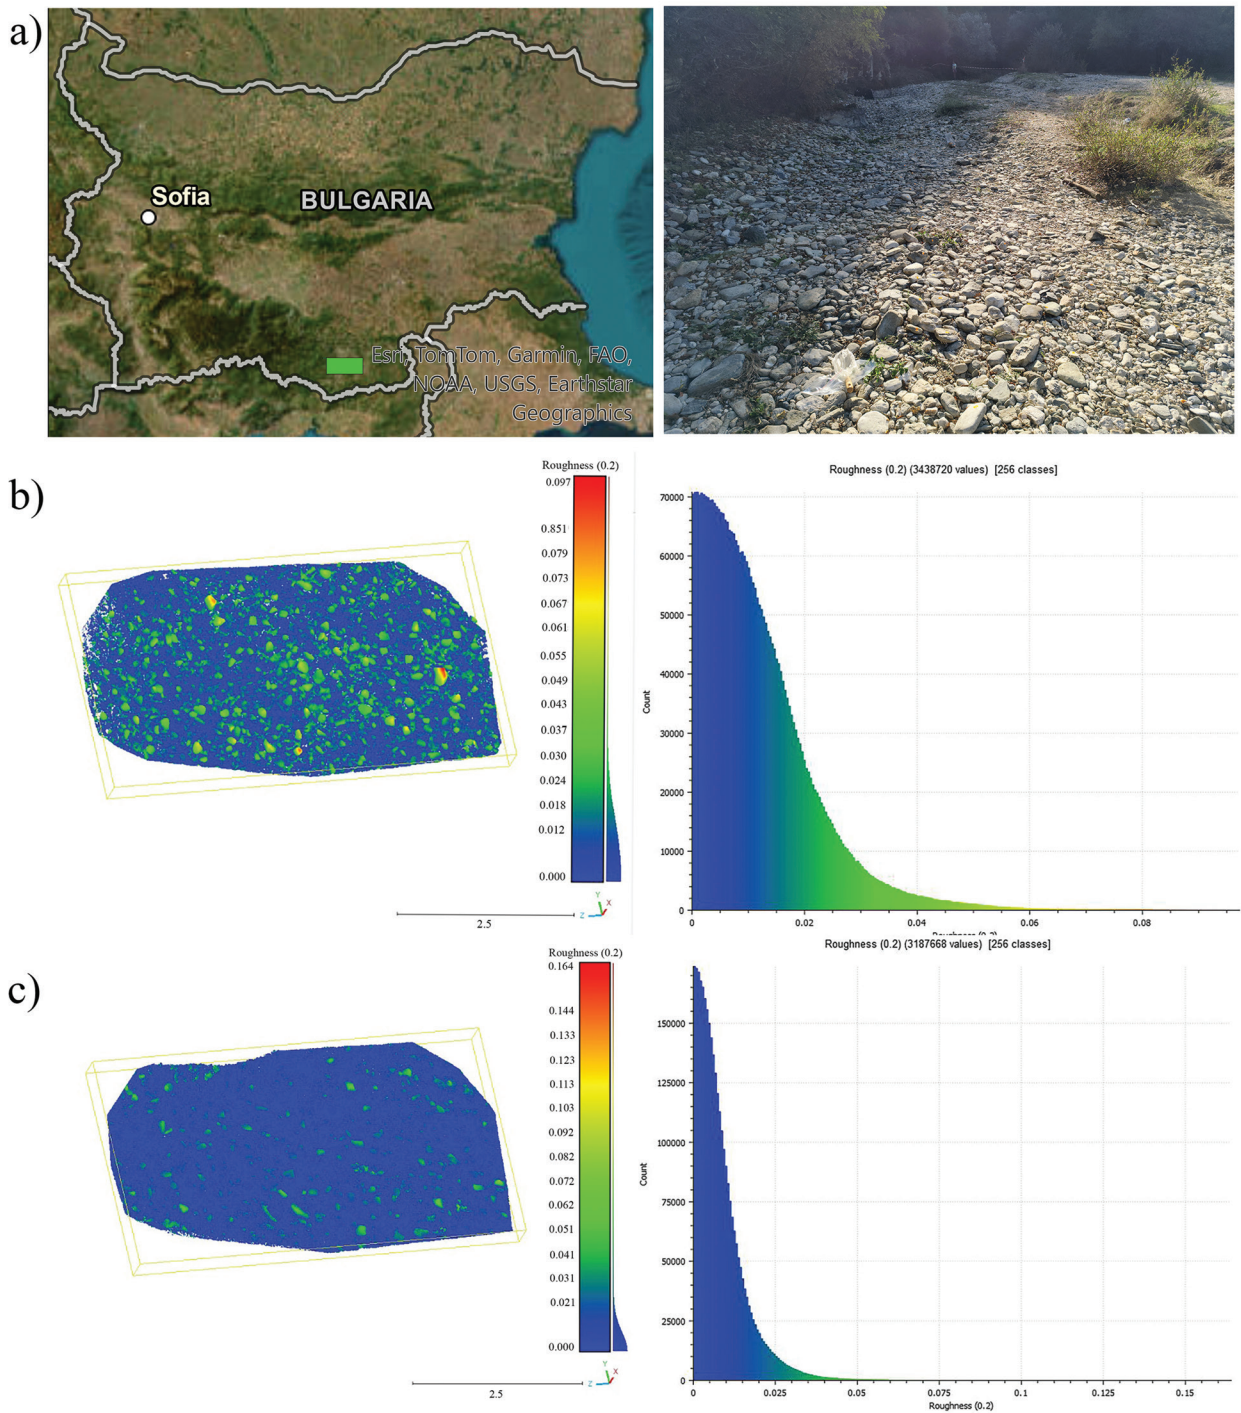 a)
Sofia
BULGARIA
Esri, TomTom, Garmin, FAO,
NOAA, USGS, Earthstar
Geographics
b)
Roughness (0.2)
0.097
0.851
0.079
0.073
0.067
0.061
0.055
0.049
0.043
0.037
0.030
0.024
0.018
0.012
0.000
Y
X
Z
2.5
Roughness (0.2) (3438720 values) [256 classes]
70000
60000
50000
40000
30000
20000
10000
0
Count
0
0.02
0.04
0.06
0.08
Roughness (0.2)
c)
Roughness (0.2)
0.164
0.144
0.133
0.123
0.113
0.103
0.092
0.082
0.072
0.062
0.051
0.041
0.031
0.021
0.000
Y
X
Z
2.5
Roughness (0.2) (3187668 values) [256 classes]
150000
125000
100000
75000
50000
25000
0
Count
0
0.025
0.05
0.075
0.1
0.125
0.15
Roughness (0.2)